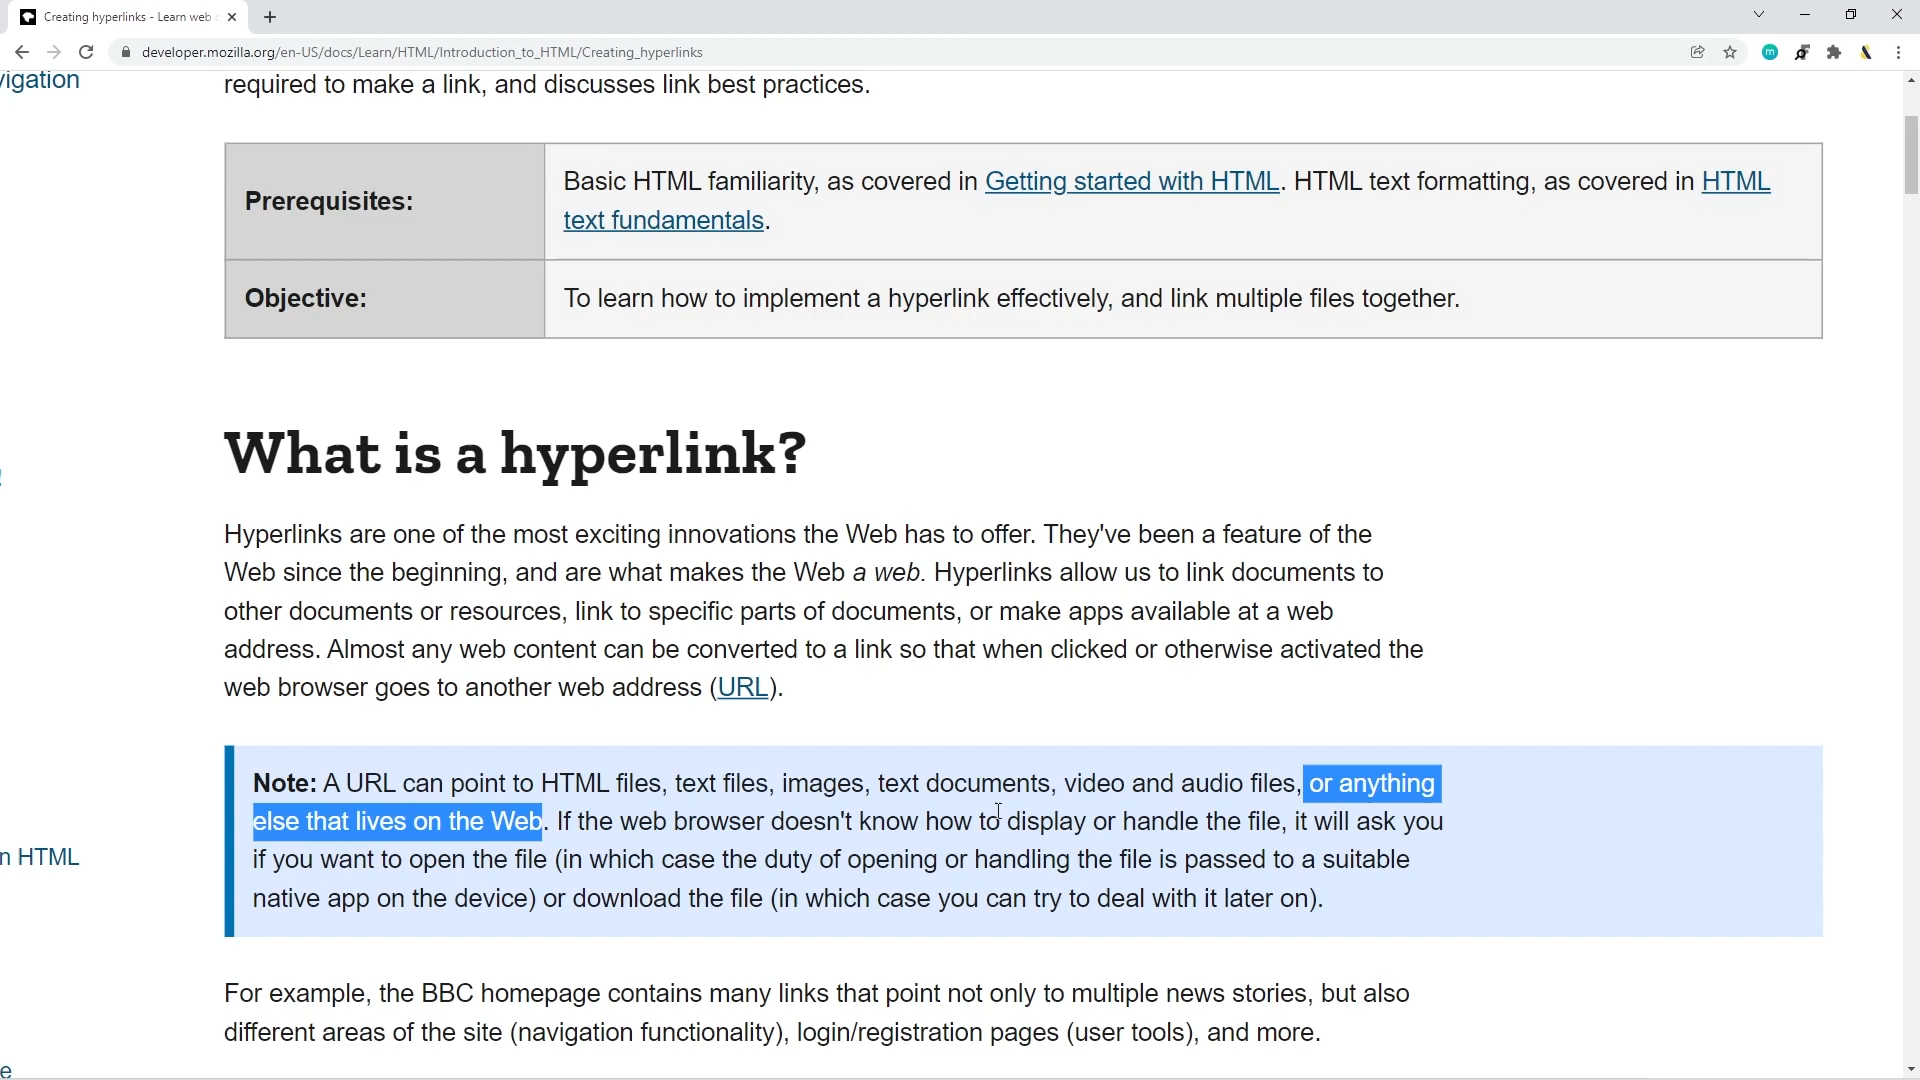 Creating hyperlinks - Learn web
developer.mozilla.org/en-US/docs/Learn/HTML/Introduction_to_HTML/Creating_hyperlinks
m
vigation
required to make a link, and discusses link best practices.
Prerequisites:
Basic HTML familiarity, as covered in Getting started with HTML. HTML text formatting, as covered in HTML
text fundamentals.
Objective:
To learn how to implement a hyperlink effectively, and link multiple files together.
What is a hyperlink?
Hyperlinks are one of the most exciting innovations the Web has to offer. They've been a feature of the
Web since the beginning, and are what makes the Web a web. Hyperlinks allow us to link documents to
other documents or resources, link to specific parts of documents, or make apps available at a web
address. Almost any web content can be converted to a link so that when clicked or otherwise activated the
web browser goes to another web address (URL).
Note: A URL can point to HTML files, text files, images, text documents, video and audio files, or anything
else that lives on the Web. If the web browser doesn't know how to display or handle the file, it will ask you
n HTML
if you want to open the file (in which case the duty of opening or handling the file is passed to a suitable
native app on the device) or download the file (in which case you can try to deal with it later on).
For example, the BBC homepage contains many links that point not only to multiple news stories, but also
different areas of the site (navigation functionality), login/registration pages (user tools), and more.
e